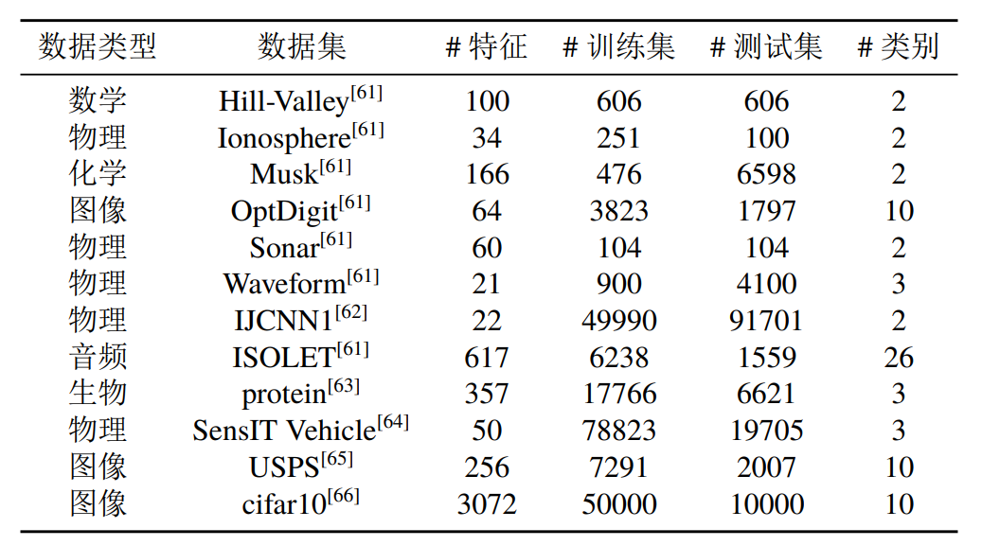 数据类型 数据集 # 特征 # 训练集 # 测试集 # 类别
数学 Hill-Valley[61] 100 606 606 2
物理 Ionosphere[61] 34 251 100 2
化学 Musk[61] 166 476 6598 2
图像 OptDigit[61] 64 3823 1797 10
物理 Sonar[61] 60 104 104 2
物理 Waveform[61] 21 900 4100 3
物理 IJCNN1[62] 22 49990 91701 2
音频 ISOLET[61] 617 6238 1559 26
生物 protein[63] 357 17766 6621 3
物理 SensIT Vehicle[64] 50 78823 19705 3
图像 USPS[65] 256 7291 2007 10
图像 cifar10[66] 3072 50000 10000 10